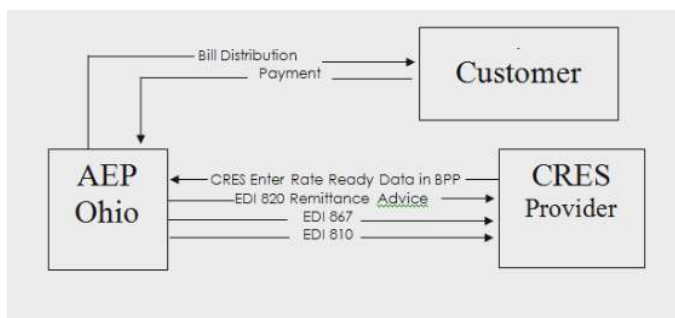 Bill Distribution
Payment
Customer
AEP
Ohio
CRES Enter Rate Ready Data in BPP
EDI 820 Remittance Advice
EDI 867
EDI 810
CRES
Provider